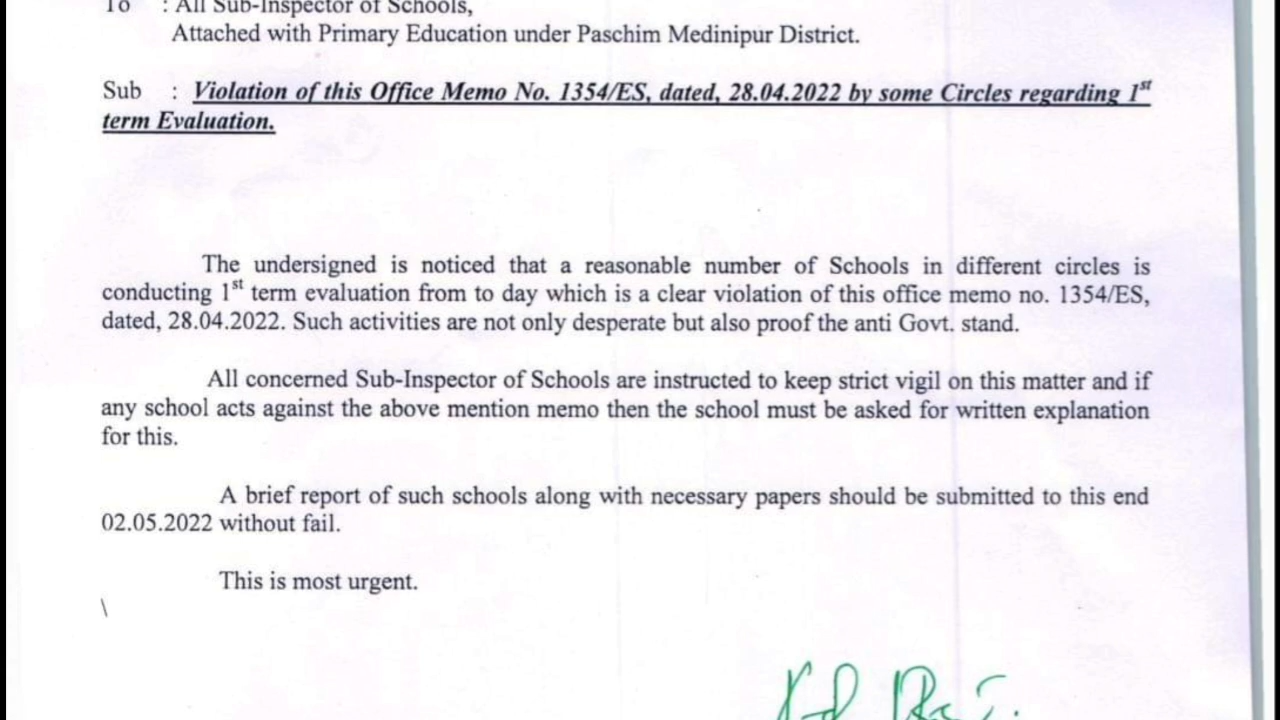 To : All Sub-Inspector of Schools,
Attached with Primary Education under Paschim Medinipur District.
Sub : Violation of this Office Memo No. 1354/ES, dated, 28.04.2022 by some Circles regarding 1st
term Evaluation.
The undersigned is noticed that a reasonable number of Schools in different circles is
conducting 1st term evaluation from to day which is a clear violation of this office memo no. 1354/ES,
dated, 28.04.2022. Such activities are not only desperate but also proof the anti Govt. stand.
All concerned Sub-Inspector of Schools are instructed to keep strict vigil on this matter and if
any school acts against the above mention memo then the school must be asked for written explanation
for this.
A brief report of such schools along with necessary papers should be submitted to this end
02.05.2022 without fail.
This is most urgent.
\